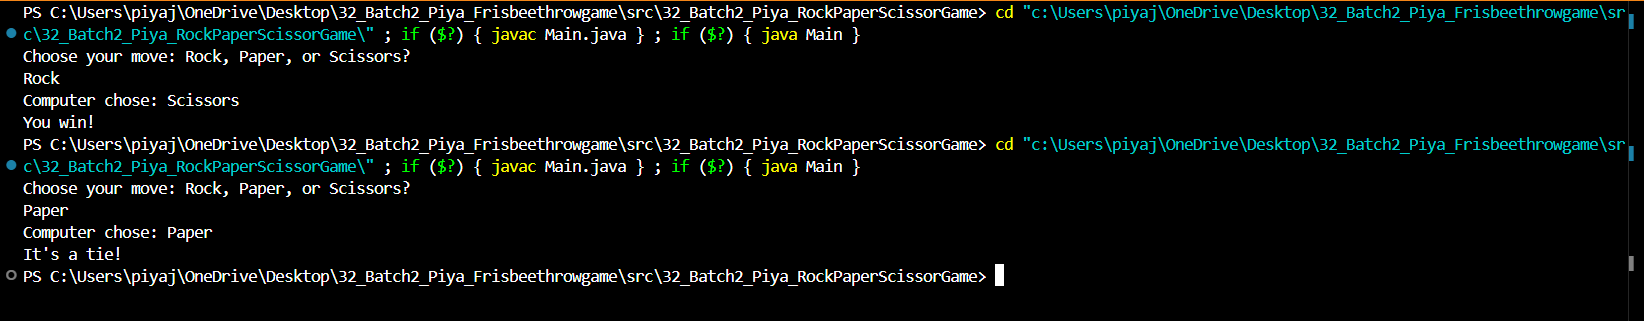 PS C:\Users\piyaj\OneDrive\Desktop\32_Batch2_Piya_Frisbeethrowgame\src\32_Batch2_Piya_RockPaperScissorGame> cd "c:\Users\piyaj\OneDrive\Desktop\32_Batch2_Piya_Frisbeethrowgame\sr
c\32_Batch2_Piya_RockPaperScissorGame\" ; if ($?) { javac Main.java } ; if ($?) { java Main }
Choose your move: Rock, Paper, or Scissors?
Rock
Computer chose: Scissors
You win!
PS C:\Users\piyaj\OneDrive\Desktop\32_Batch2_Piya_Frisbeethrowgame\src\32_Batch2_Piya_RockPaperScissorGame> cd "c:\Users\piyaj\OneDrive\Desktop\32_Batch2_Piya_Frisbeethrowgame\sr
c\32_Batch2_Piya_RockPaperScissorGame\" ; if ($?) { javac Main.java } ; if ($?) { java Main }
Choose your move: Rock, Paper, or Scissors?
Paper
Computer chose: Paper
It's a tie!
PS C:\Users\piyaj\OneDrive\Desktop\32_Batch2_Piya_Frisbeethrowgame\src\32_Batch2_Piya_RockPaperScissorGame>